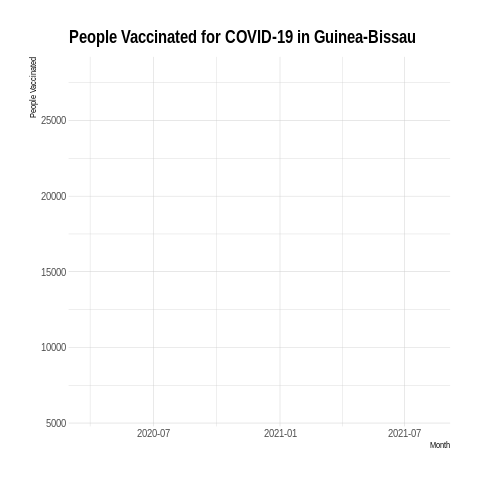 People Vaccinated for COVID-19 in Guinea-Bissau
People Vaccinated
25000
20000
15000
10000
5000
2020-07 2021-01 2021-07
Month